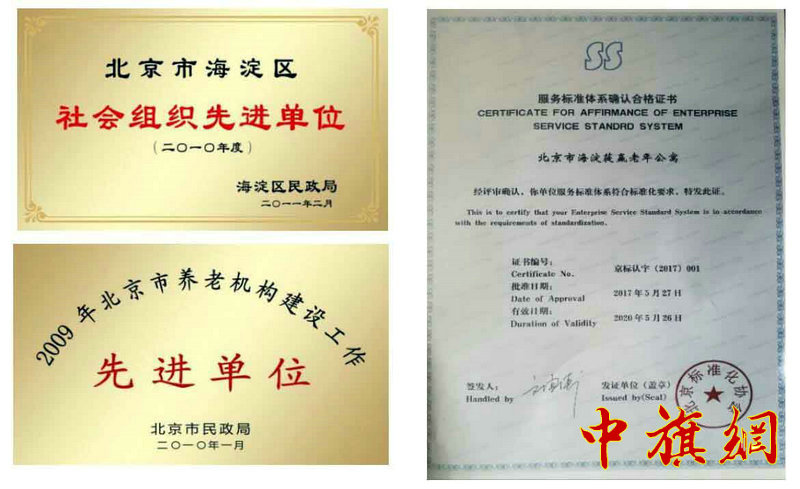 北京市海淀区
社会组织先进单位
（二〇一〇年度）
海淀区民政局
二〇一一年二月
2009年北京市养老机构建设工作
先进单位
北京市民政局
二〇一〇年一月
SS
服务标准体系确认合格证书
CERTIFICATE FOR AFFIRMANCE OF ENTERPRISE
SERVICE STANDRD SYSTEM
北京市海淀莜赢老年公寓
经评审确认，你单位服务标准体系符合标准化要求，特发此证。
This is to certify that your Enterprise Service Standard System is in accordance
with the requirements of standardization.
证书编号：
Certificate No.
京标认字（2017）001
批准日期：
Date of Approval
2017年5月27日
有效日期：
Duration of Validity
2020年5月26日
签发人：
Handled by
发证单位（盖章）
Issued by(Seal)
北京标准化协会
中旗網